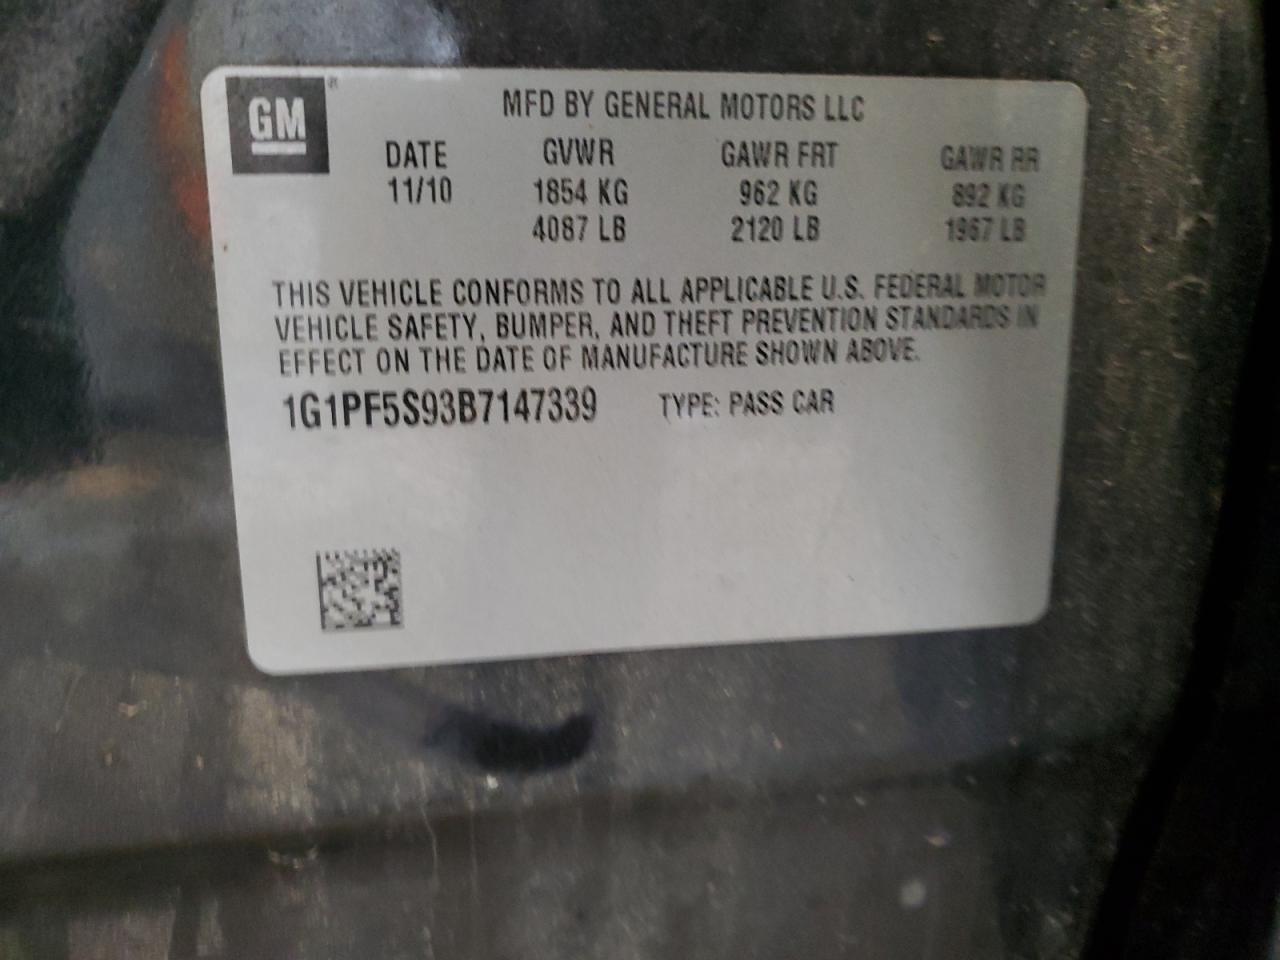 GM
MFD BY GENERAL MOTORS LLC
DATE GVWR GAWR FRT GAWR RR
11/10 1854 KG 962 KG 892 KG
4087 LB 2120 LB 1967 LB
THIS VEHICLE CONFORMS TO ALL APPLICABLE U.S. FEDERAL MOTOR
VEHICLE SAFETY, BUMPER, AND THEFT PREVENTION STANDARDS IN
EFFECT ON THE DATE OF MANUFACTURE SHOWN ABOVE.
1G1PF5S93B7147339 TYPE: PASS CAR